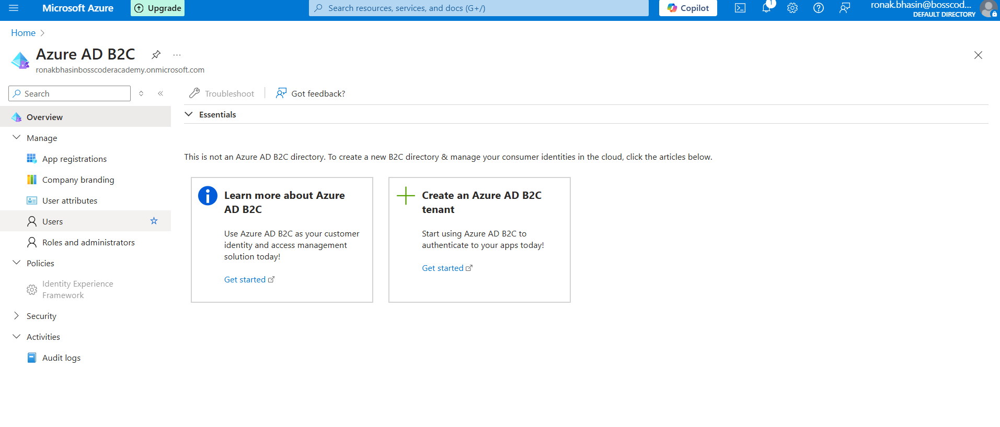 Microsoft Azure
Upgrade
Search resources, services, and docs (G+/)
Copilot
1
ronak.bhasin@bosscod...
DEFAULT DIRECTORY
Home
Azure AD B2C
ronakbhasinbosscoderacademy.onmicrosoft.com
Search
Troubleshoot
Got feedback?
Overview
Essentials
Manage
App registrations
Company branding
User attributes
Users
Roles and administrators
Policies
Identity Experience
Framework
Security
Activities
Audit logs
This is not an Azure AD B2C directory. To create a new B2C directory & manage your consumer identities in the cloud, click the articles below.
Learn more about Azure
AD B2C
Use Azure AD B2C as your customer
identity and access management
solution today!
Get started
Create an Azure AD B2C
tenant
Start using Azure AD B2C to
authenticate to your apps today!
Get started